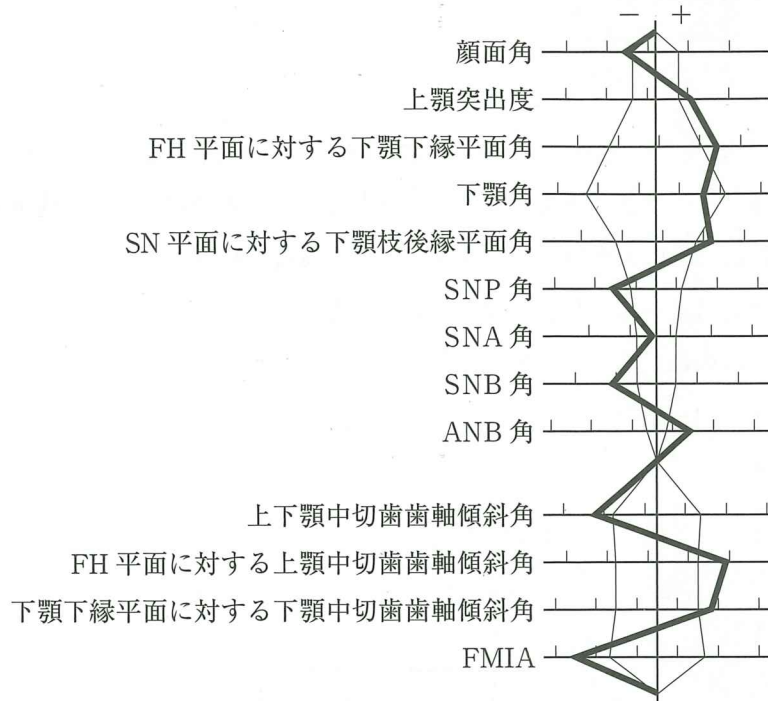 − +
顔面角
上顎突出度
FH 平面に対する下顎下縁平面角
下顎角
SN 平面に対する下顎枝後縁平面角
SNP 角
SNA 角
SNB 角
ANB 角
上下顎中切歯歯軸傾斜角
FH 平面に対する上顎中切歯歯軸傾斜角
下顎下縁平面に対する下顎中切歯歯軸傾斜角
FMIA